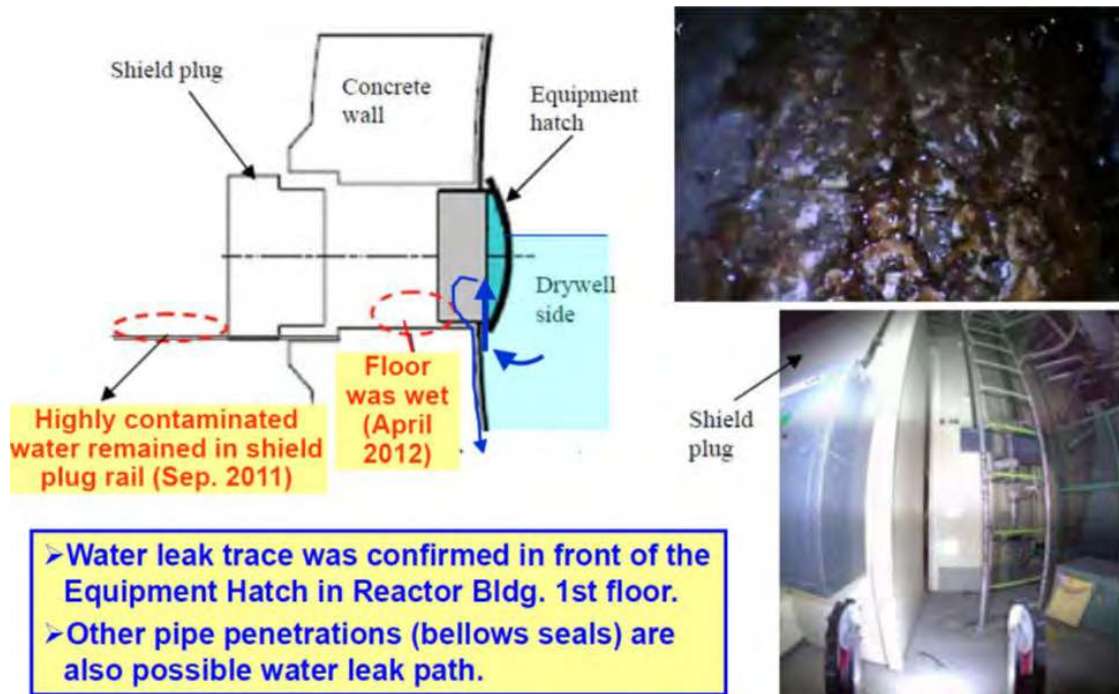 Shield plug
Concrete
wall
Equipment
hatch
Drywell
side
Floor
was wet
(April
2012)
Highly contaminated
water remained in shield
plug rail (Sep. 2011)
Shield
plug
➢Water leak trace was confirmed in front of the
Equipment Hatch in Reactor Bldg. 1st floor.
➢Other pipe penetrations (bellows seals) are
also possible water leak path.